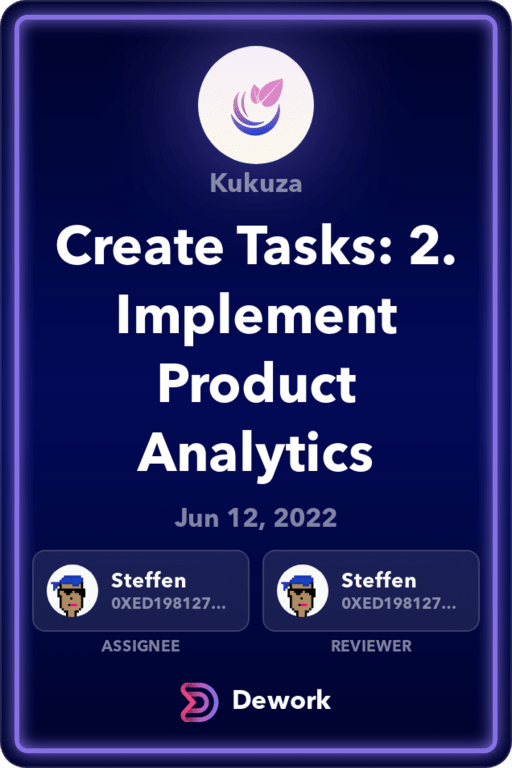 Kukuza
Create Tasks: 2.
Implement
Product
Analytics
Jun 12, 2022
Steffen
0XED198127...
ASSIGNEE
Steffen
0XED198127...
REVIEWER
Dework